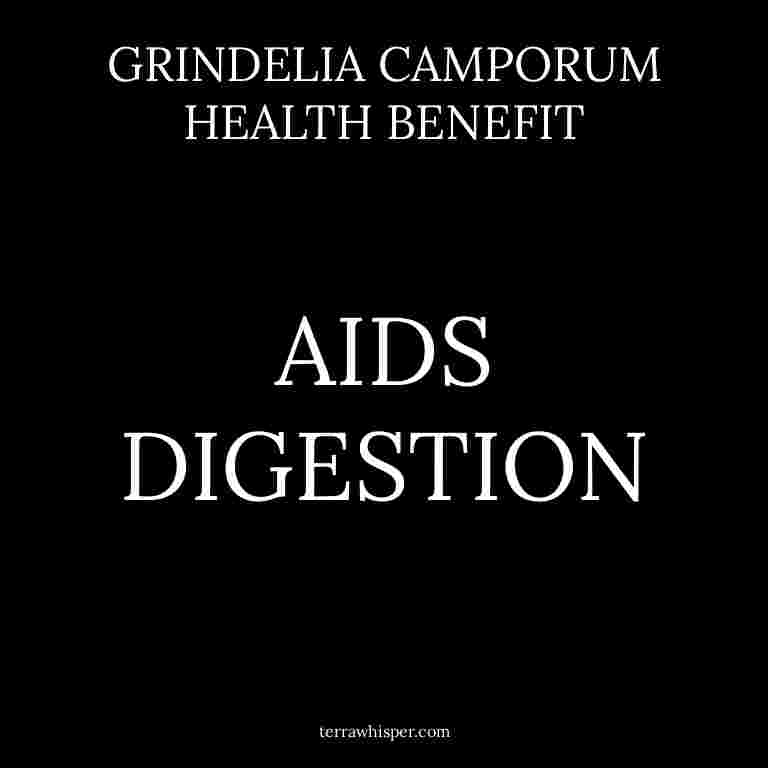 GRINDELIA CAMPORUM
HEALTH BENEFIT
AIDS
DIGESTION
terrawhisper.com